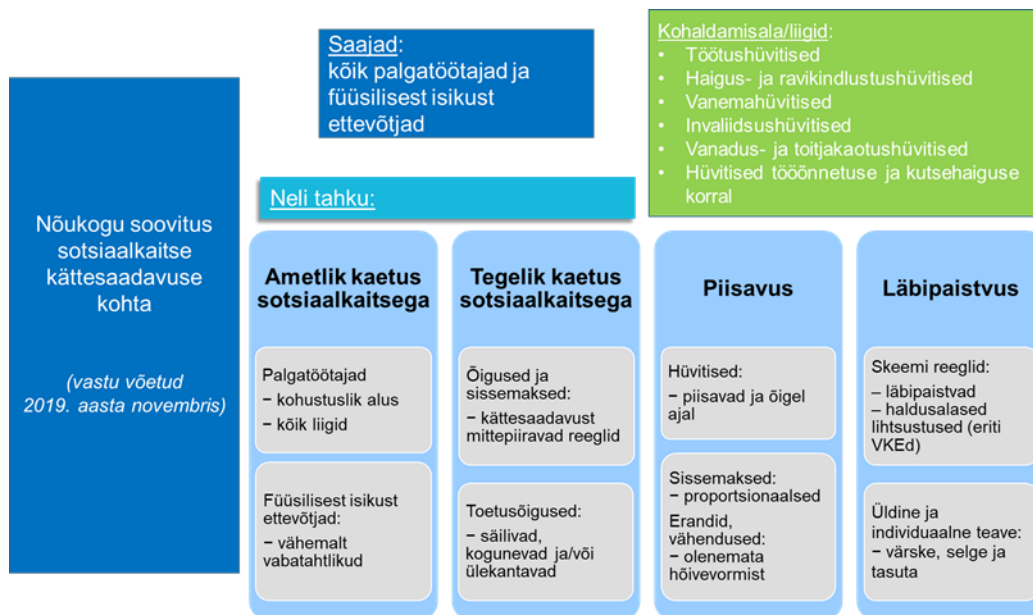 Nõukogu soovitus
sotsiaalkaitse
kättesaadavuse
kohta
(vastu võetud
2019. aasta novembris)
Saajad:
kõik palgatöötajad ja
füüsilisest isikust
ettevõtjad
Kohaldamisala/liigid:
• Töötushüvitised
• Haigus- ja ravikindlustushüvitised
• Vanemahüvitised
• Invaliidsushüvitised
• Vanadus- ja toitjakaotushüvitised
• Hüvitised tööõnnetuse ja kutsehaiguse
korral
Neli tahku:
Ametlik kaetus
sotsiaalkaitsega
Palgatöötajad
− kohustuslik alus
− kõik liigid
Füüsilisest isikust
ettevõtjad:
− vähemalt
vabatahtlikud
Tegelik kaetus
sotsiaalkaitsega
Õigused ja
sissemaksed:
− kättesaadavust
mittepiiravad reeglid
Toetusõigused:
− säilivad,
kogunevad ja/või
ülekantavad
Piisavus
Hüvitised:
− piisavad ja õigel
ajal
Sissemaksed:
− proportsionaalsed
Erandid,
vähendused:
− olenemata
hõivevormist
Läbipaistvus
Skeemi reeglid:
– läbipaistvad
– haldusalased
lihtsustused (eriti
VKEd)
Üldine ja
individuaalne teave:
− värske, selge ja
tasuta